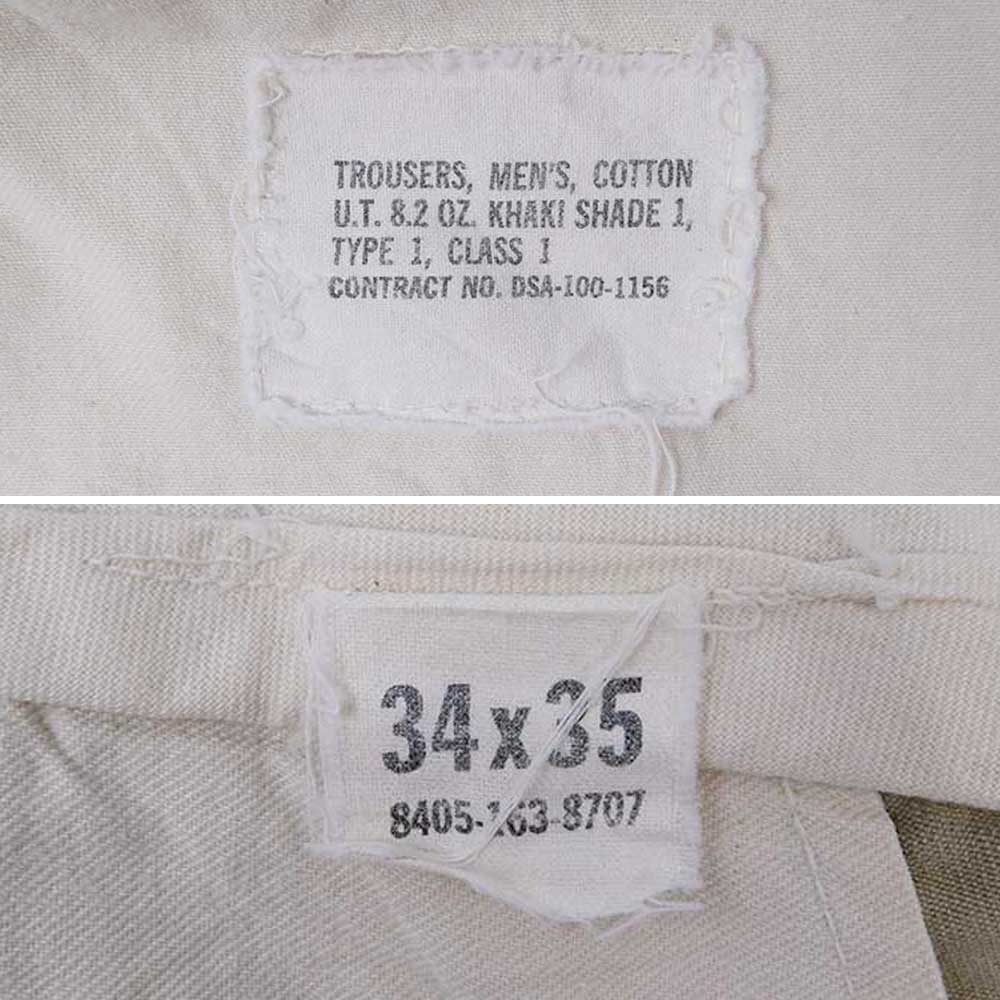 TROUSERS, MEN'S, COTTON
U.T. 8.2 OZ. KHAKI SHADE 1,
TYPE 1, CLASS 1
CONTRACT NO. DSA-100-1156
34 x 35
8405-163-8707